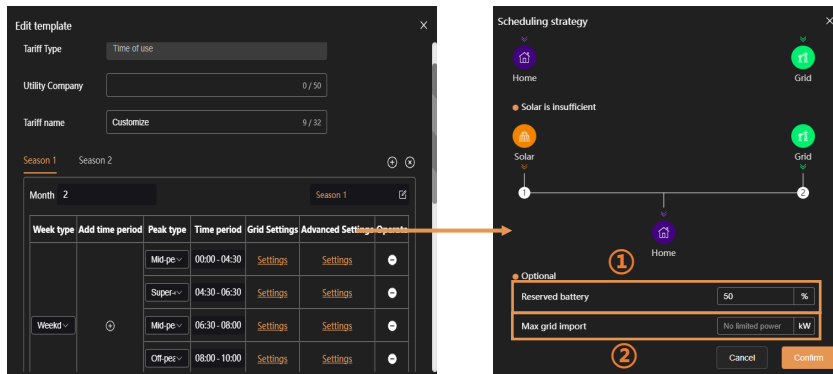 Edit template
X
Tariff Type
Time of use
Utility Company
0 / 50
Tariff name
Customize
9 / 32
Season 1
Season 2
Month
2
Season 1
Week type
Add time period
Peak type
Time period
Grid Settings
Advanced Settings
Operate
Mid-pe
00:00 - 04:30
Settings
Settings
Super-
04:30 - 06:30
Settings
Settings
Weekd
Mid-pe
06:30 - 08:00
Settings
Settings
Off-pea
08:00 - 10:00
Settings
Settings
Scheduling strategy
X
Home
Grid
Solar is insufficient
Solar
Grid
1
2
Home
①
Optional
Reserved battery
50
%
Max grid import
No limited power
kW
②
Cancel
Confirm